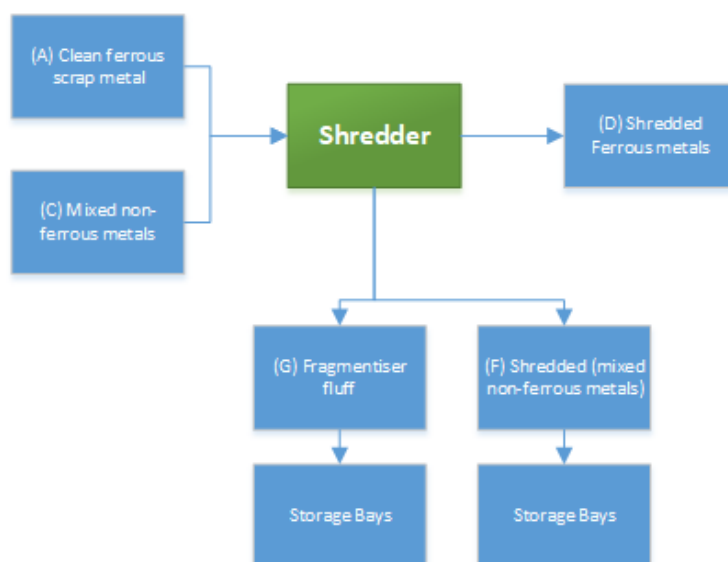 (A) Clean ferrous
scrap metal
Shredder
(D) Shredded
Ferrous metals
(C) Mixed non-
ferrous metals
(G) Fragmentiser
fluff
(F) Shredded (mixed
non-ferrous metals)
Storage Bays
Storage Bays